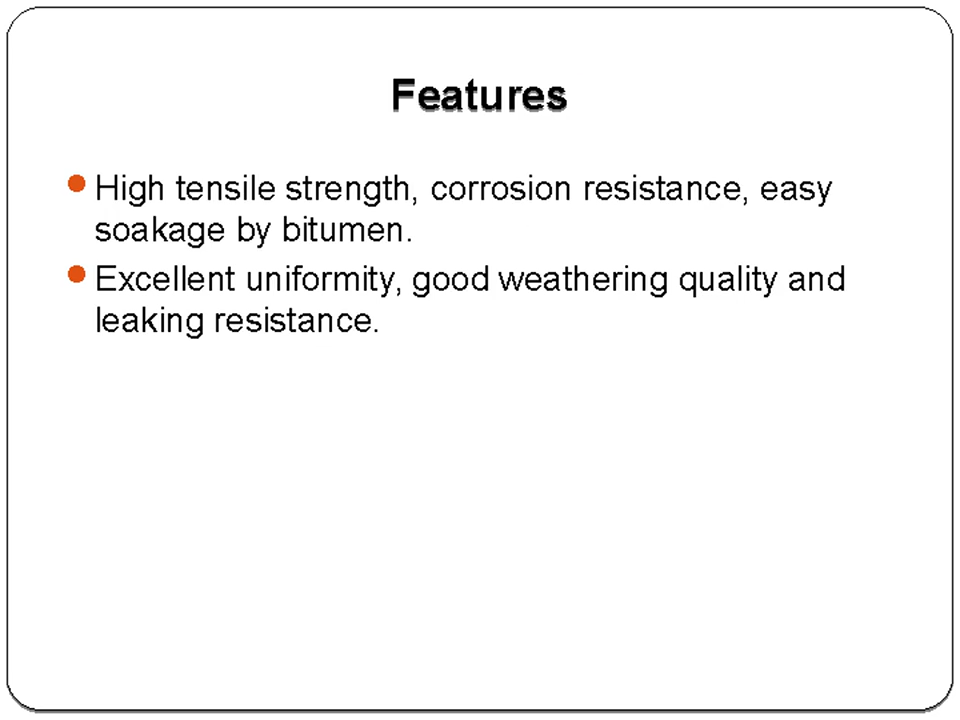 Features
High tensile strength, corrosion resistance, easy
soakage by bitumen.
Excellent uniformity, good weathering quality and
leaking resistance.